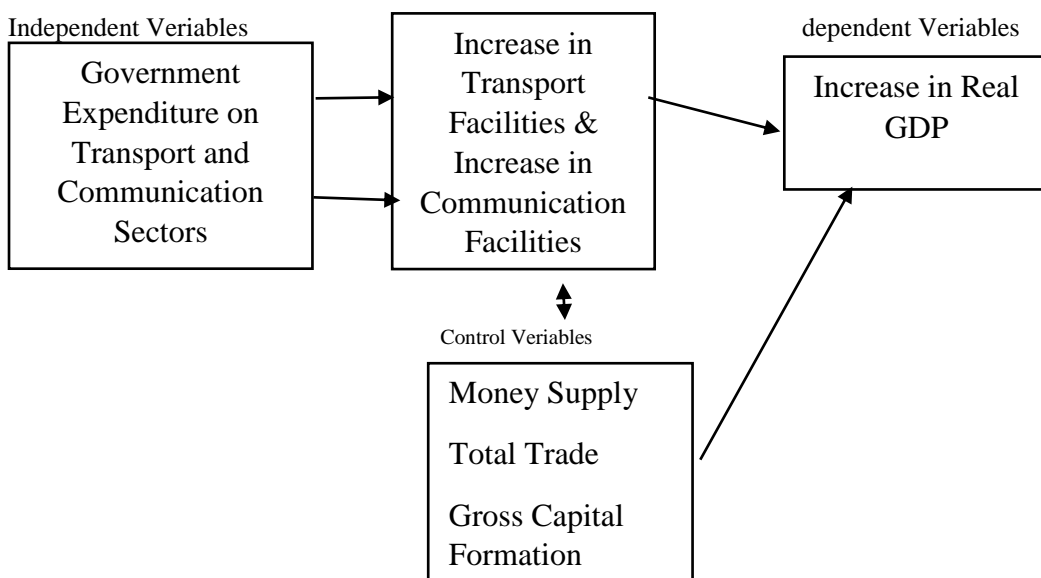 Independent Veriables
Government
Expenditure on
Transport and
Communication
Sectors
Increase in
Transport
Facilities &
Increase in
Communication
Facilities
dependent Veriables
Increase in Real
GDP
Control Veriables
Money Supply
Total Trade
Gross Capital
Formation